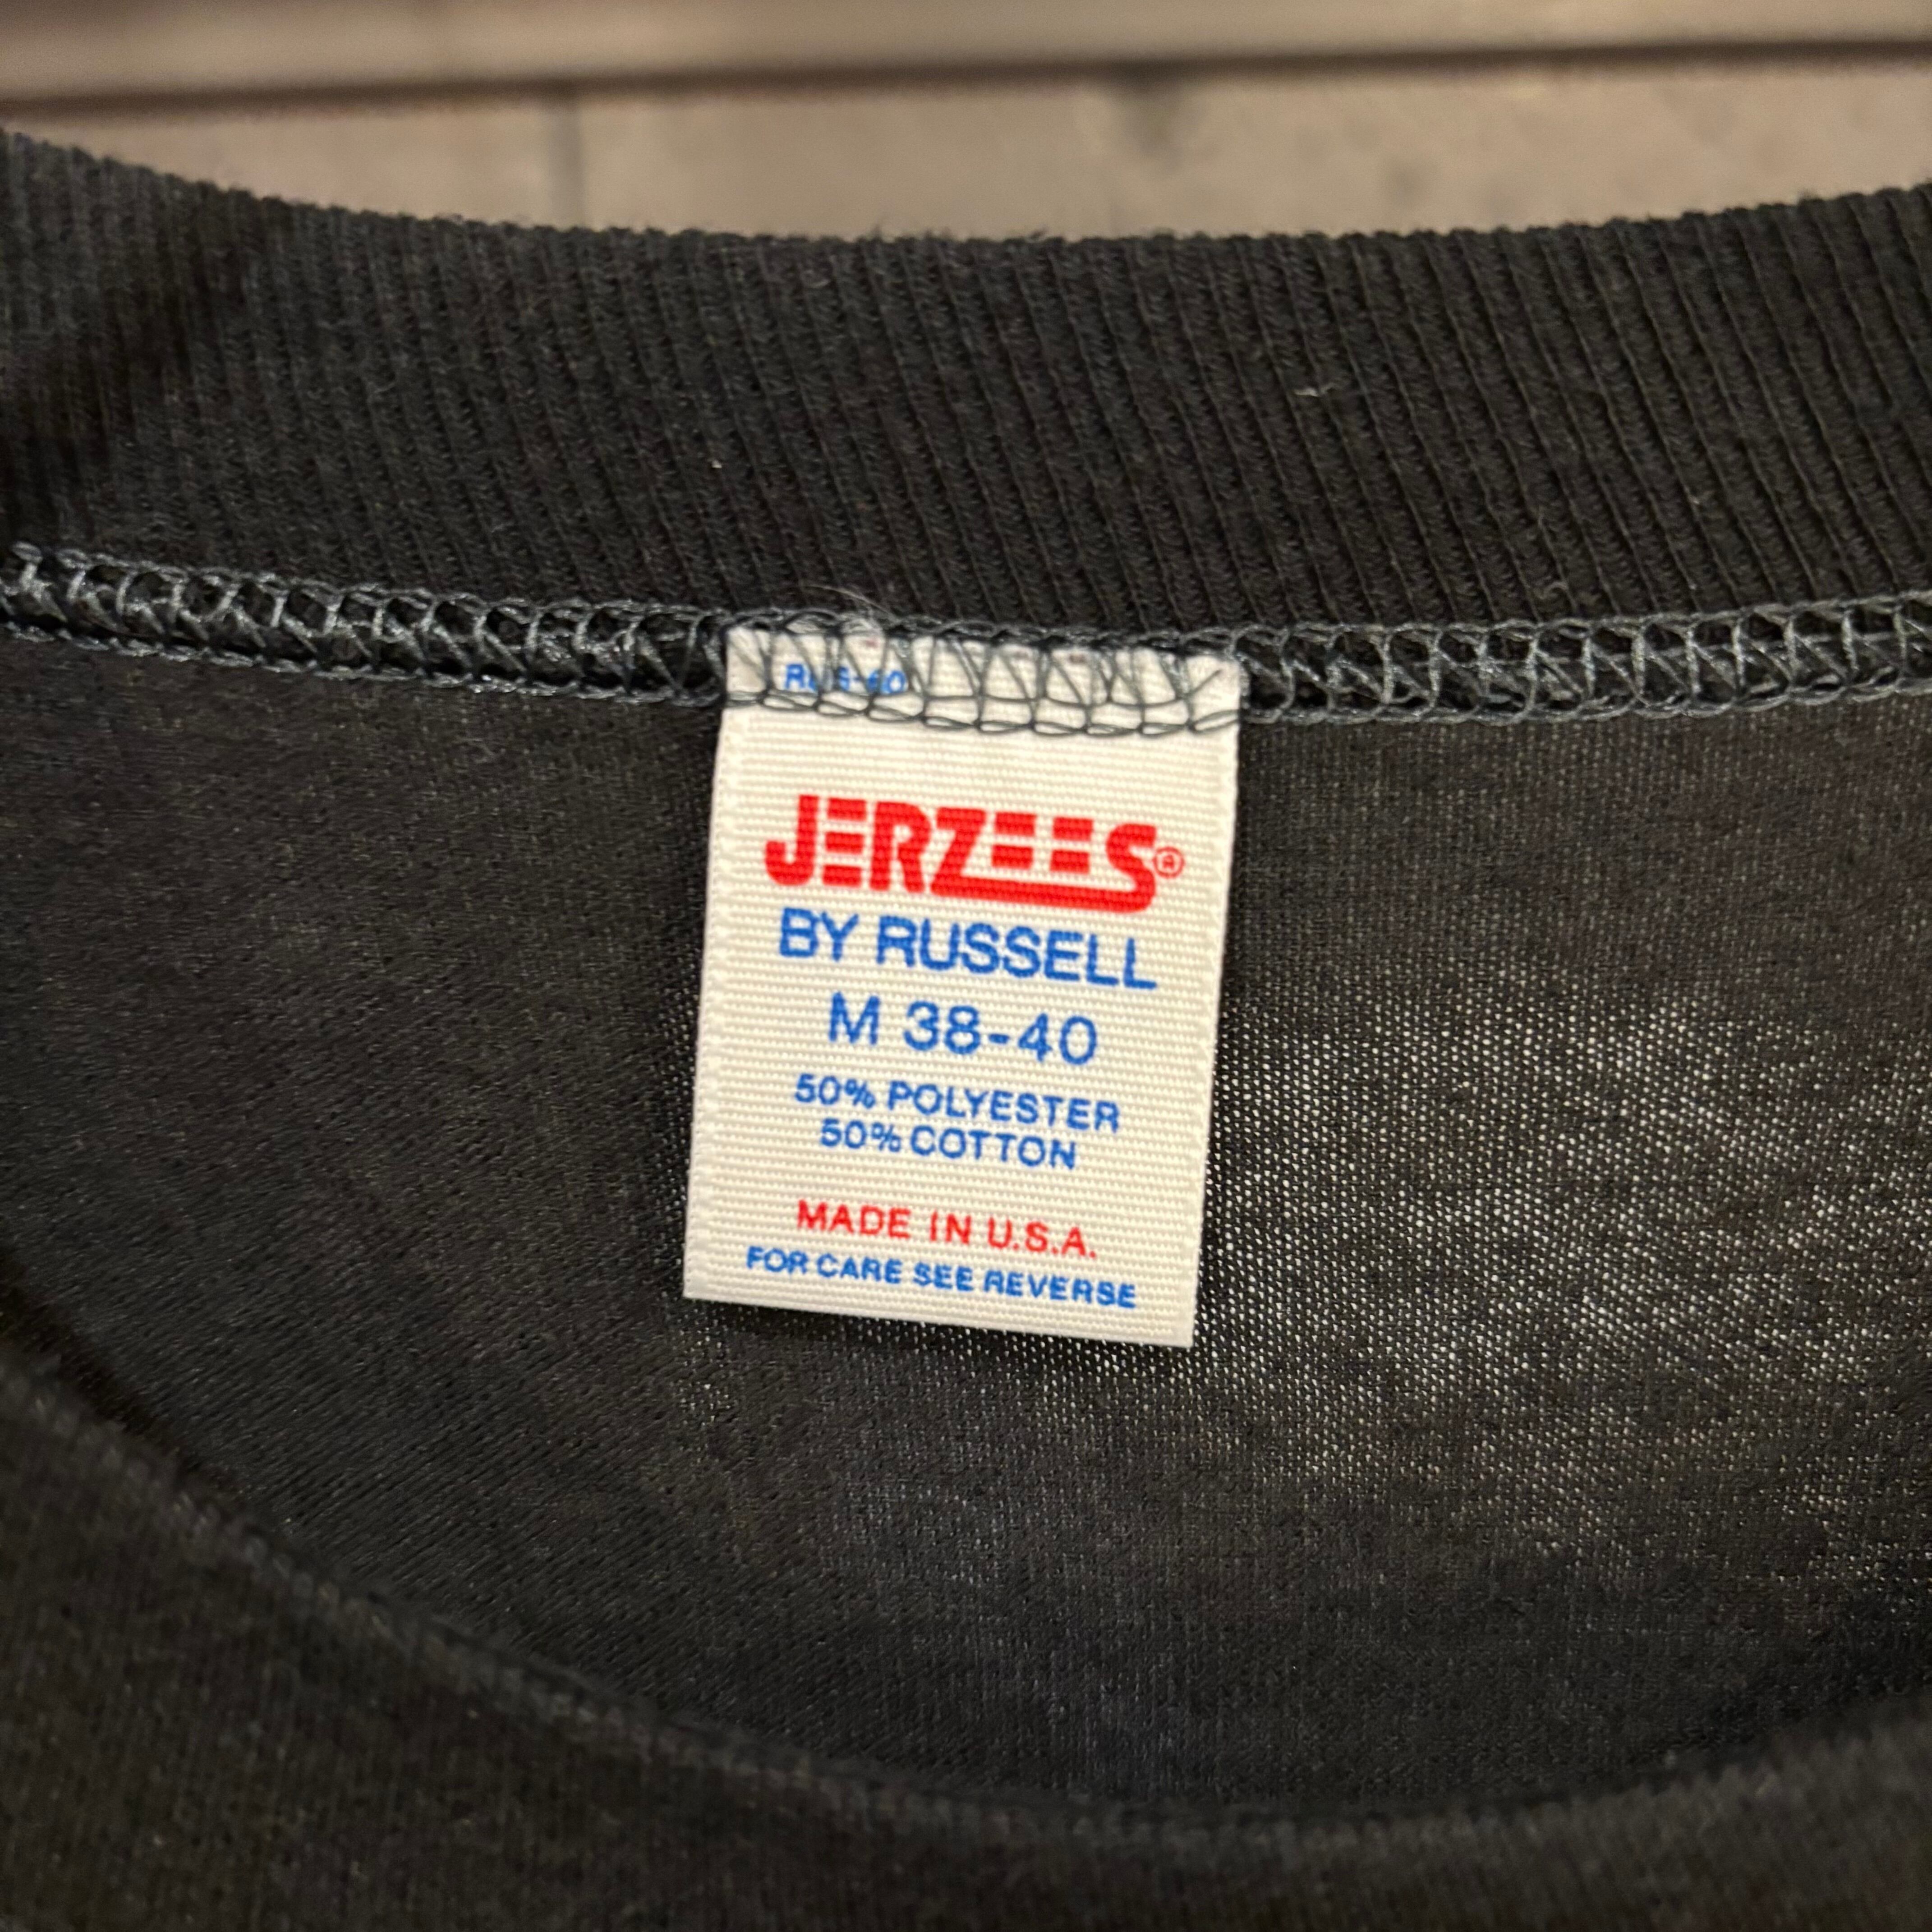 JERZEES®
BY RUSSELL
M 38-40
50% POLYESTER
50% COTTON
MADE IN U.S.A.
FOR CARE SEE REVERSE